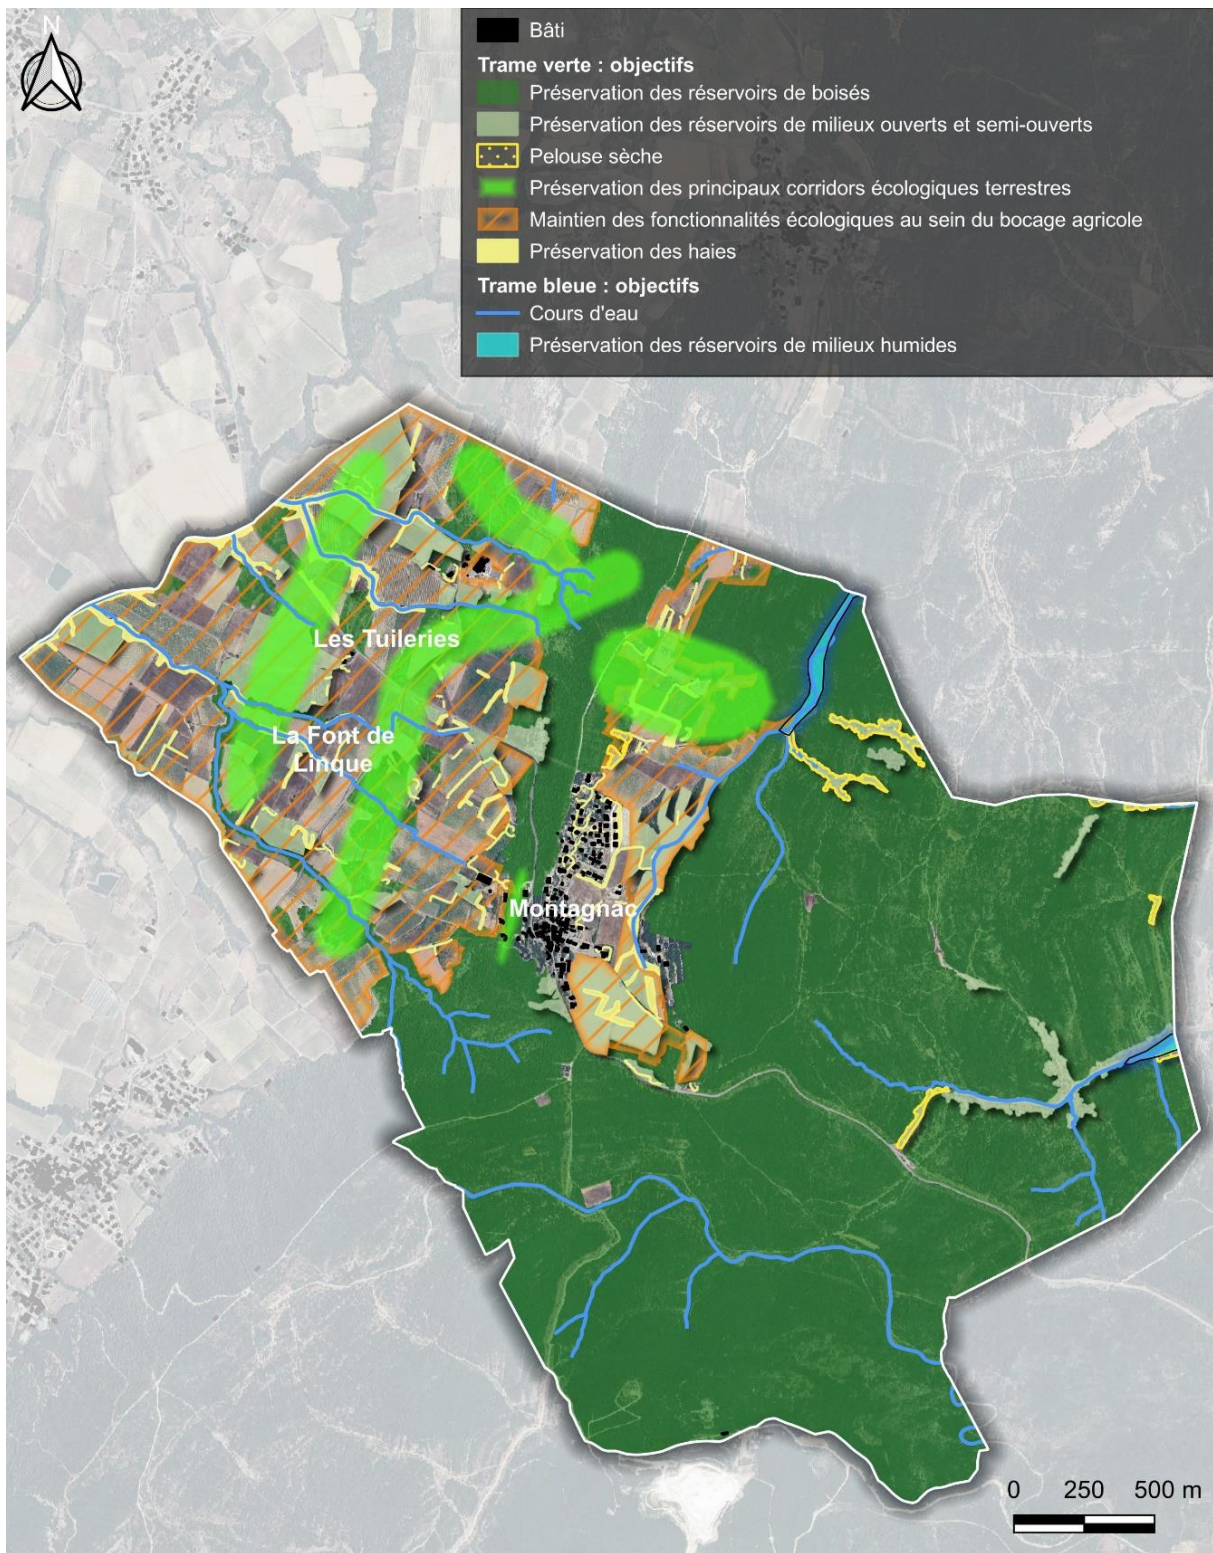 N
Bâti
Trame verte : objectifs
Préservation des réservoirs de boisés
Préservation des réservoirs de milieux ouverts et semi-ouverts
Pelouse sèche
Préservation des principaux corridors écologiques terrestres
Maintien des fonctionnalités écologiques au sein du bocage agricole
Préservation des haies
Trame bleue : objectifs
Cours d'eau
Préservation des réservoirs de milieux humides
Les Tuileries
La Font de
Linque
Montagnac
0 250 500 m